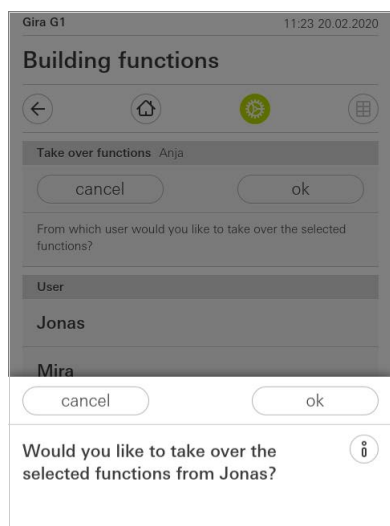 Gira G1 11:23 20.02.2020
Building functions
Take over functions Anja
cancel ok
From which user would you like to take over the selected
functions?
User
Jonas
Mira
cancel ok
Would you like to take over the
selected functions from Jonas?